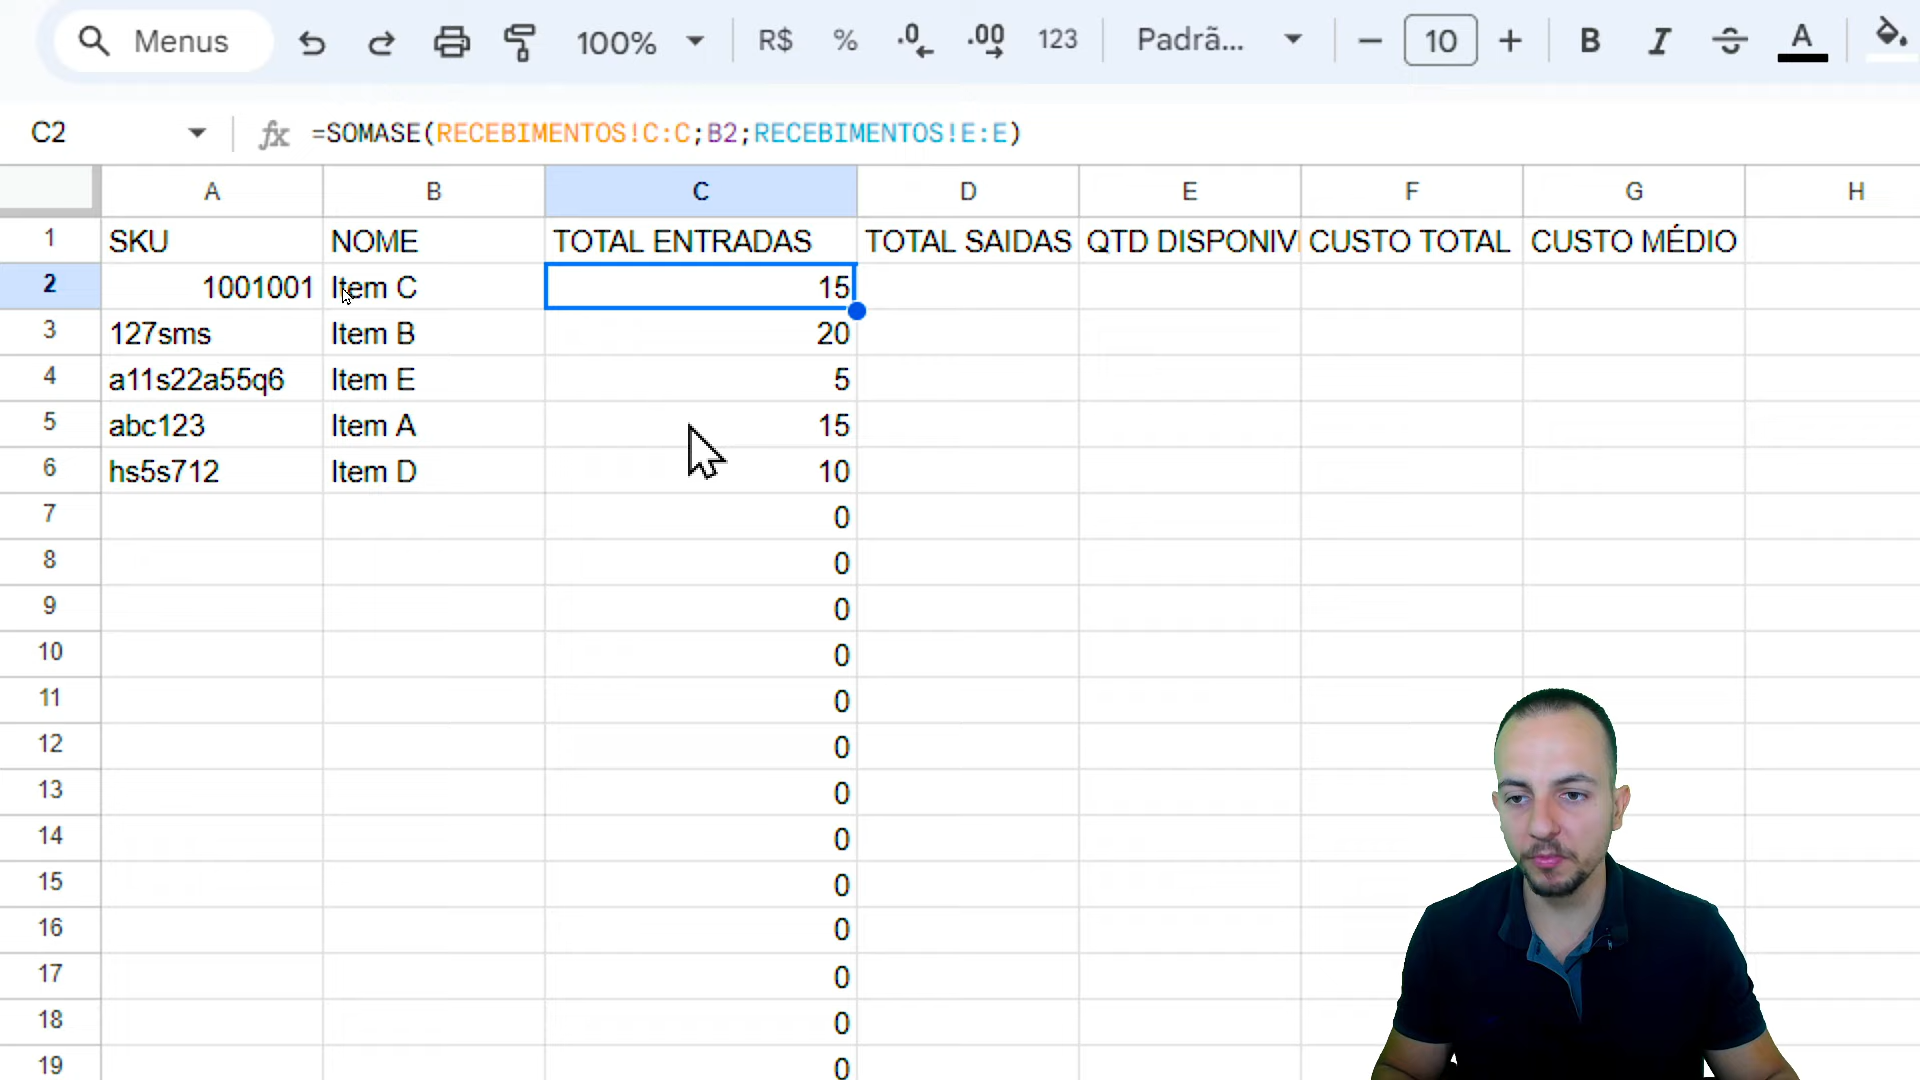 Menus 100% R$ % .0 .00 123 Padrã... 10 B I S A
C2 fx =SOMASE(RECEBIMENTOS!C:C;B2;RECEBIMENTOS!E:E)
A B C D E F G H
1 SKU NOME TOTAL ENTRADAS TOTAL SAIDAS QTD DISPONIV CUSTO TOTAL CUSTO MÉDIO
2 1001001 Item C 15
3 127sms Item B 20
4 a11s22a55q6 Item E 5
5 abc123 Item A 15
6 hs5s712 Item D 10
7 0
8 0
9 0
10 0
11 0
12 0
13 0
14 0
15 0
16 0
17 0
18 0
19 0